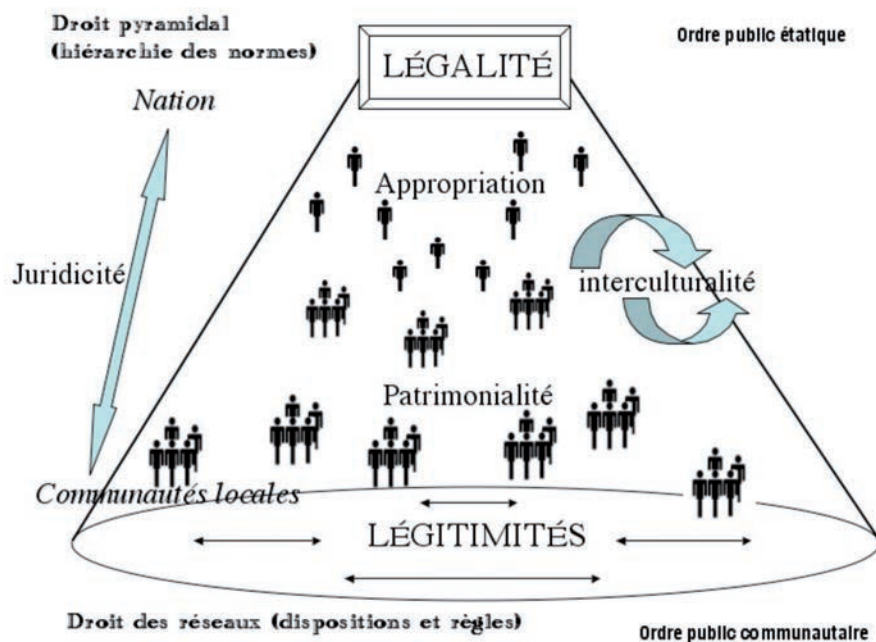 Droit pyramidal
(hiérarchie des normes)
Ordre public étatique
LÉGALITÉ
Nation
Appropriation
Juridicité
interculturalité
Patrimonialité
Communautés locales
LÉGITIMITÉS
Droit des réseaux (dispositions et règles)
Ordre public communautaire